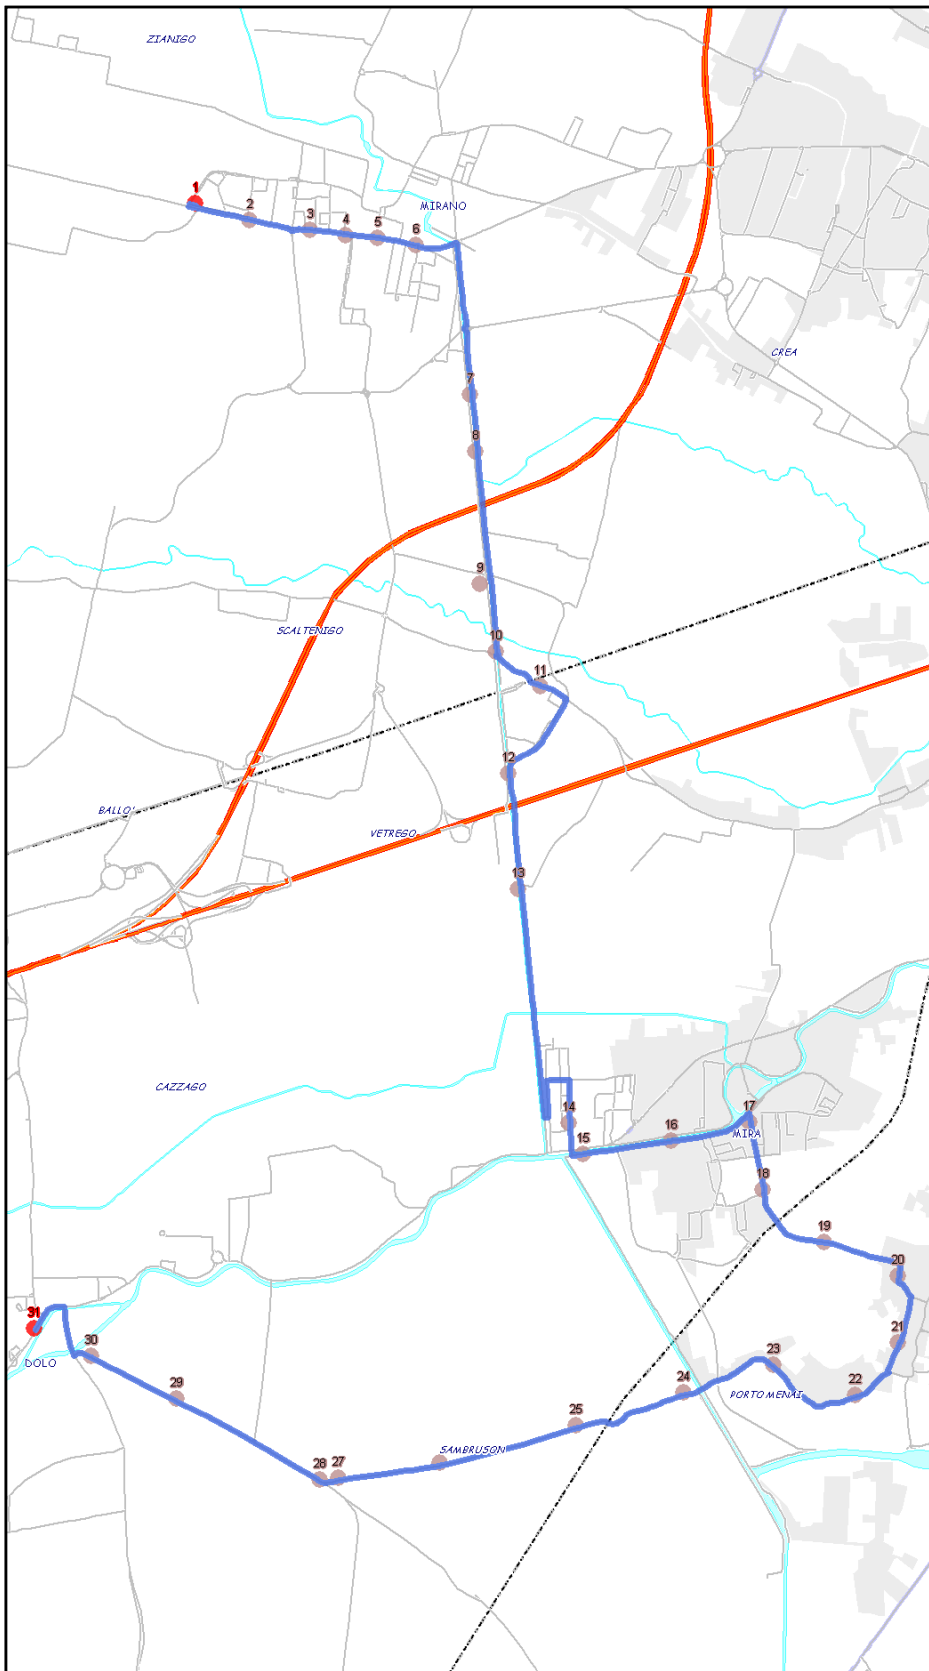 ZIANIGO
1
2
3
4
5
6
MIRANO
CREA
7
8
9
10
SCALTENIGO
11
12
BALLO'
VETREGO
13
CAZZAGO
14
15
16
17
MIRA
18
19
20
21
31
30
DOLO
29
23
22
24
PORTO MENAI
25
SAMBRUSON
28
27